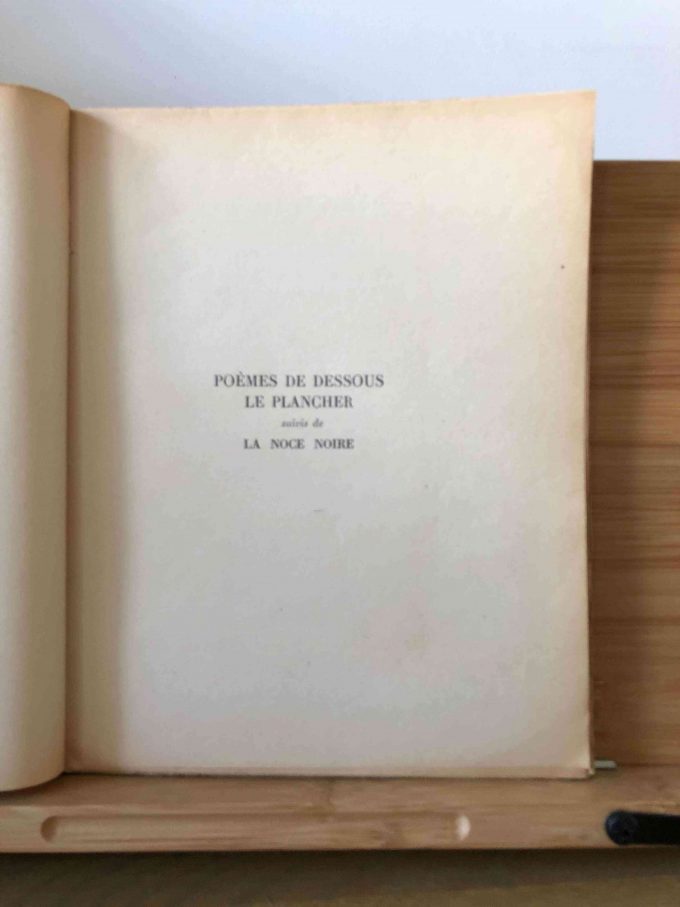 POÈMES DE DESSOUS
LE PLANCHER
suivis de
LA NOCE NOIRE